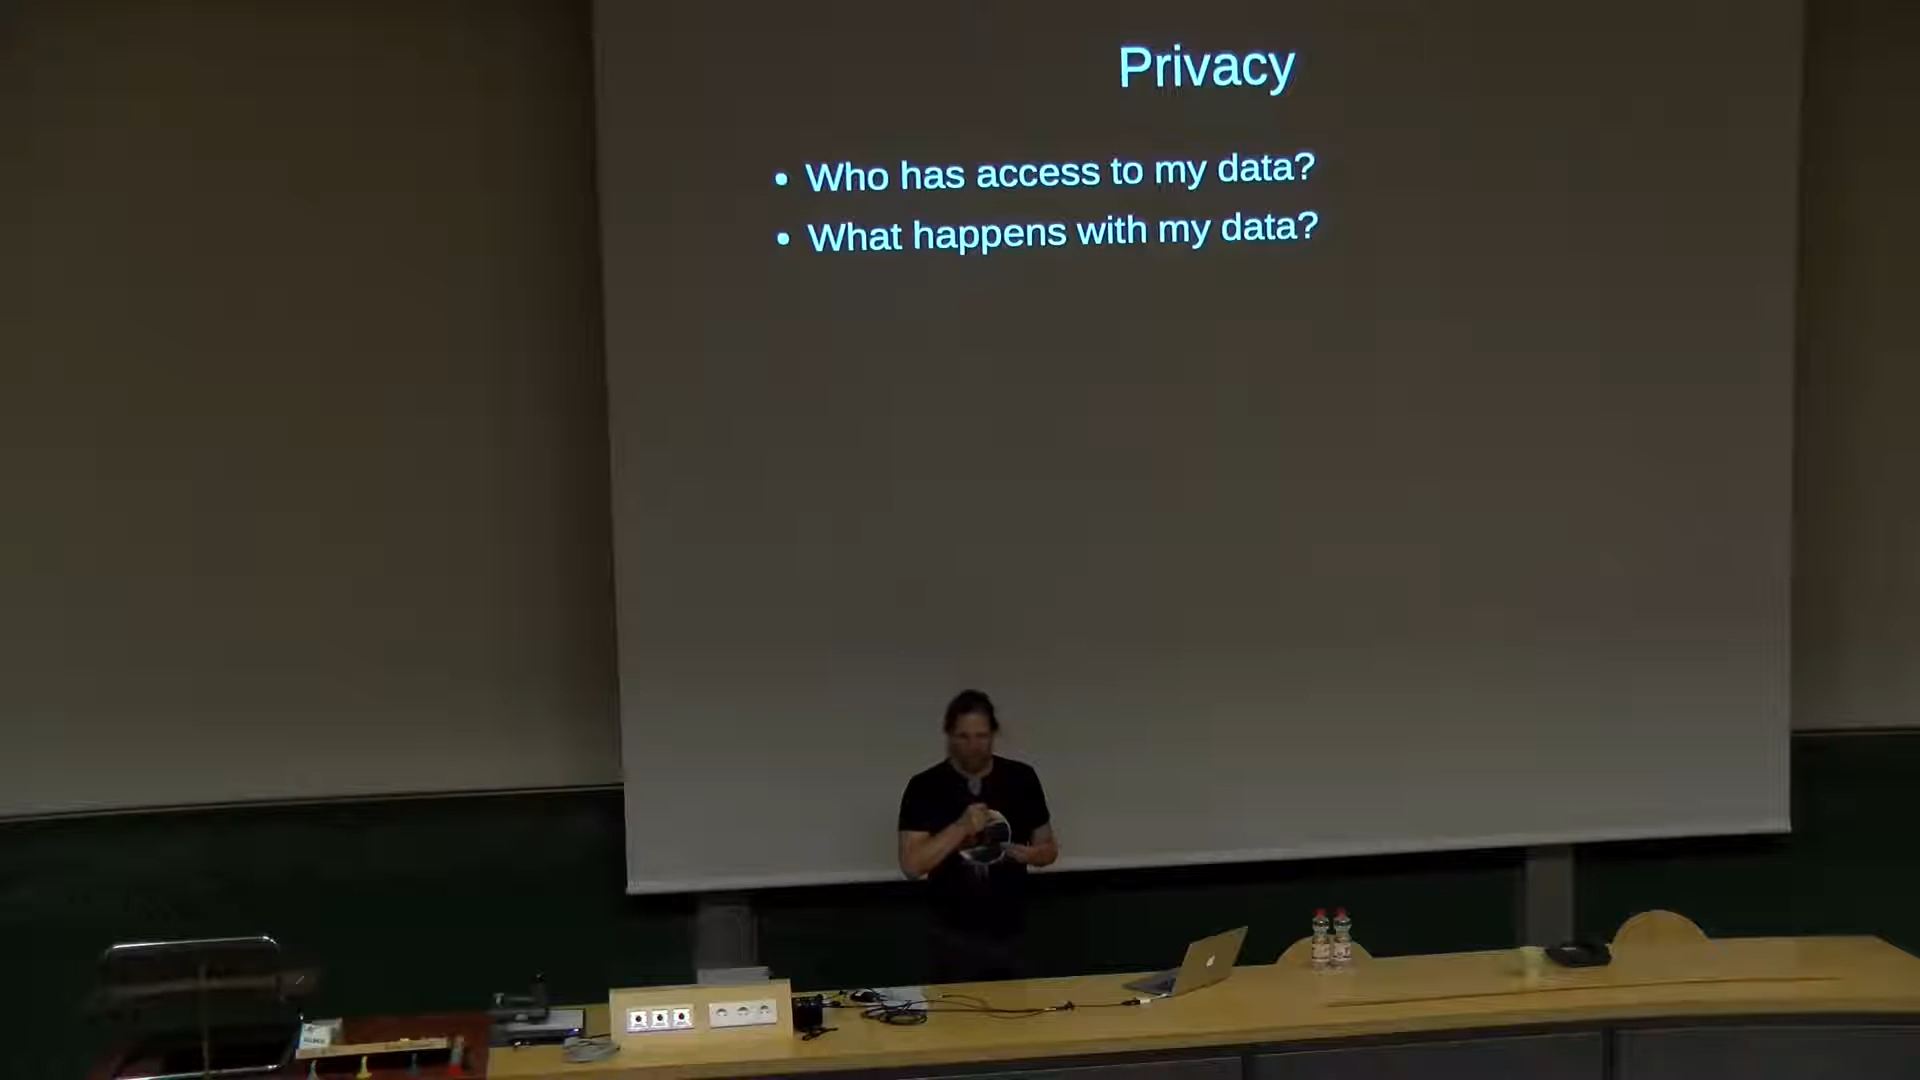 Privacy
• Who has access to my data?
• What happens with my data?